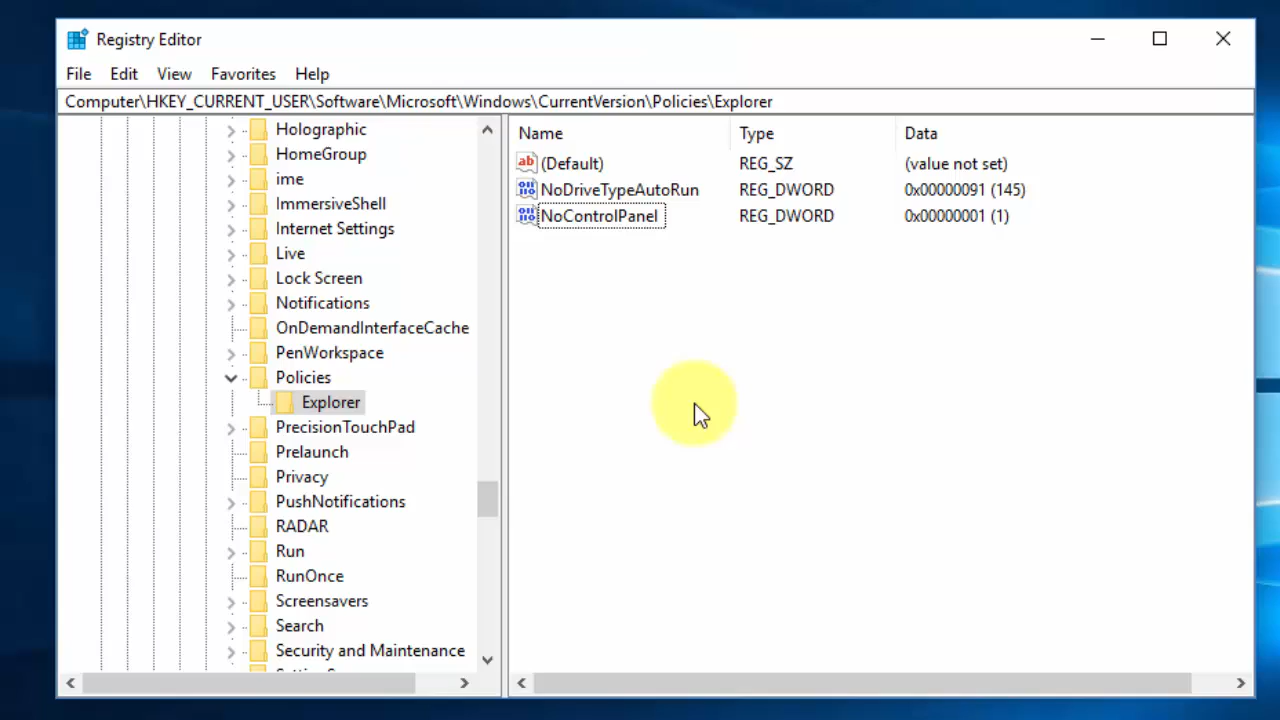 Registry Editor
File Edit View Favorites Help
Computer\HKEY_CURRENT_USER\Software\Microsoft\Windows\CurrentVersion\Policies\Explorer
Holographic
HomeGroup
ime
ImmersiveShell
Internet Settings
Live
Lock Screen
Notifications
OnDemandInterfaceCache
PenWorkspace
Policies
Explorer
PrecisionTouchPad
Prelaunch
Privacy
PushNotifications
RADAR
Run
RunOnce
Screensavers
Search
Security and Maintenance
Name Type Data
(Default) REG_SZ (value not set)
NoDriveTypeAutoRun REG_DWORD 0x00000091 (145)
NoControlPanel REG_DWORD 0x00000001 (1)